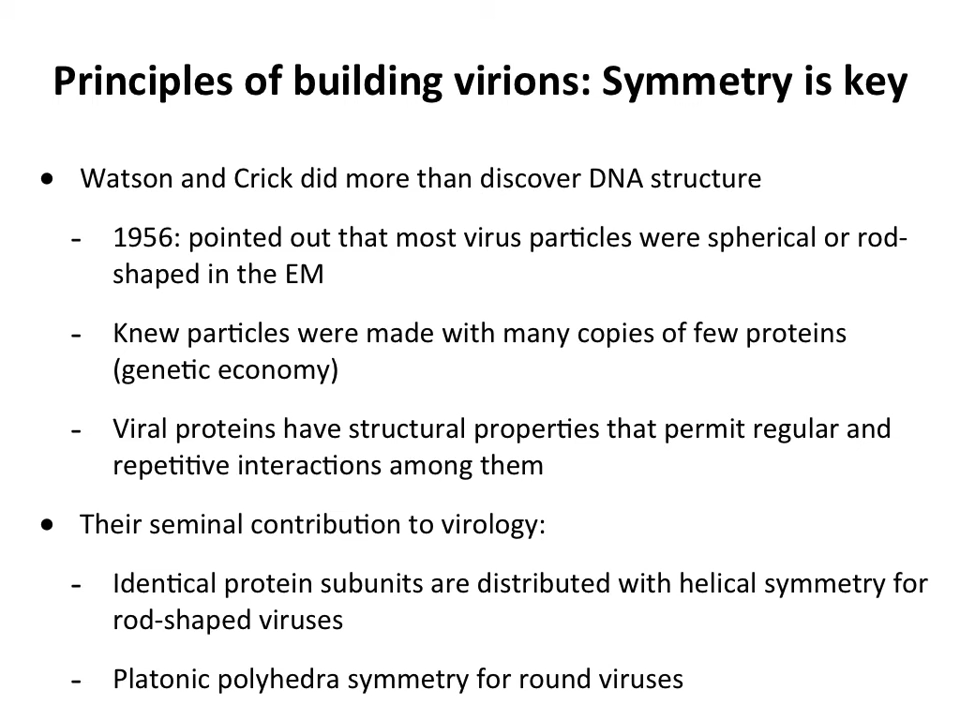 Principles of building virions: Symmetry is key
• Watson and Crick did more than discover DNA structure
- 1956: pointed out that most virus particles were spherical or rod-
shaped in the EM
- Knew particles were made with many copies of few proteins
(genetic economy)
- Viral proteins have structural properties that permit regular and
repetitive interactions among them
• Their seminal contribution to virology:
- Identical protein subunits are distributed with helical symmetry for
rod-shaped viruses
- Platonic polyhedra symmetry for round viruses